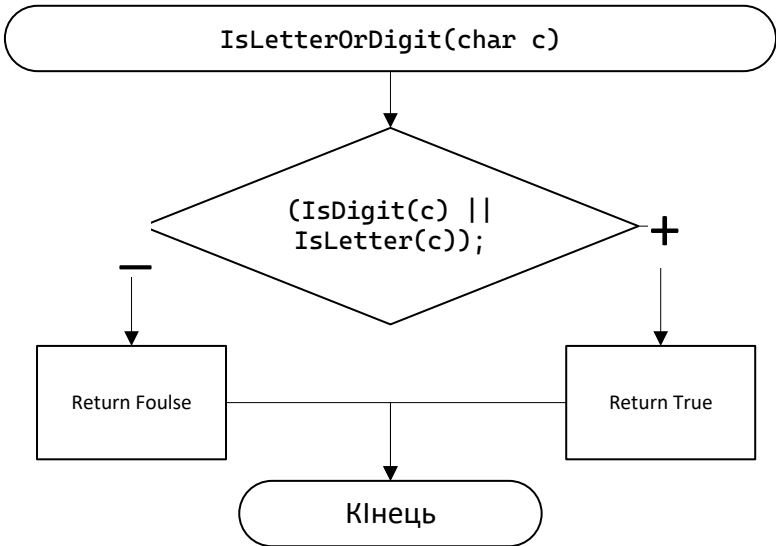 IsLetterOrDigit(char c)
(IsDigit(c) ||
IsLetter(c));
+
—
Return Foulse
Return True
КІнець